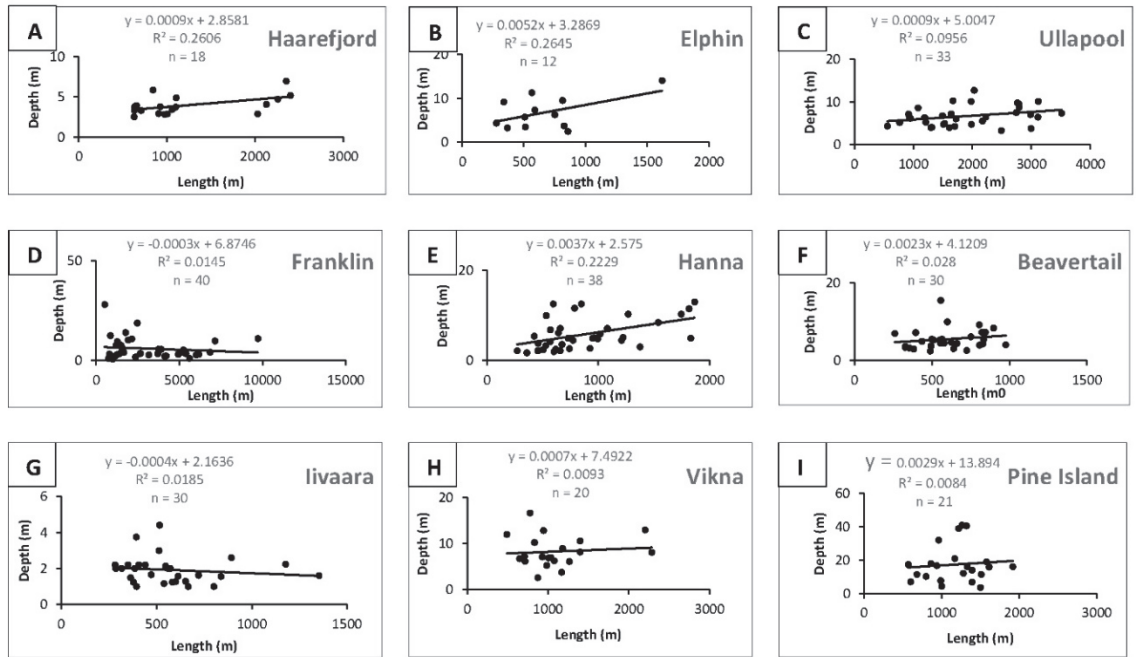 A
y = 0.0009x + 2.8581
R² = 0.2606
n = 18
Haarefjord
Depth (m)
10
5
0
0 1000 2000 3000
Length (m)
B
y = 0.0052x + 3.2869
R² = 0.2645
n = 12
Elphin
Depth (m)
20
10
0
0 500 1000 1500 2000
Length (m)
C
y = 0.0009x + 5.0047
R² = 0.0956
n = 33
Ullapool
Depth (m)
20
10
0
0 1000 2000 3000 4000
Length (m)
D
y = -0.0003x + 6.8746
R² = 0.0145
n = 40
Franklin
Depth (m)
50
0
0 5000 10000 15000
Length (m)
E
y = 0.0037x + 2.575
R² = 0.2229
n = 38
Hanna
Depth (m)
20
10
0
0 500 1000 1500 2000
Length (m)
F
y = 0.0023x + 4.1209
R² = 0.028
n = 30
Beavertail
Depth (m)
20
0
0 500 1000 1500
Length (m0
G
y = -0.0004x + 2.1636
R² = 0.0185
n = 30
Iivaara
Depth (m)
6
4
2
0
0 500 1000 1500
Length (m)
H
y = 0.0007x + 7.4922
R² = 0.0093
n = 20
Vikna
Depth (m)
20
10
0
0 1000 2000 3000
Length (m)
I
y = 0.0029x + 13.894
R² = 0.0084
n = 21
Pine Island
Depth (m)
60
40
20
0
0 1000 2000 3000
Length (m)